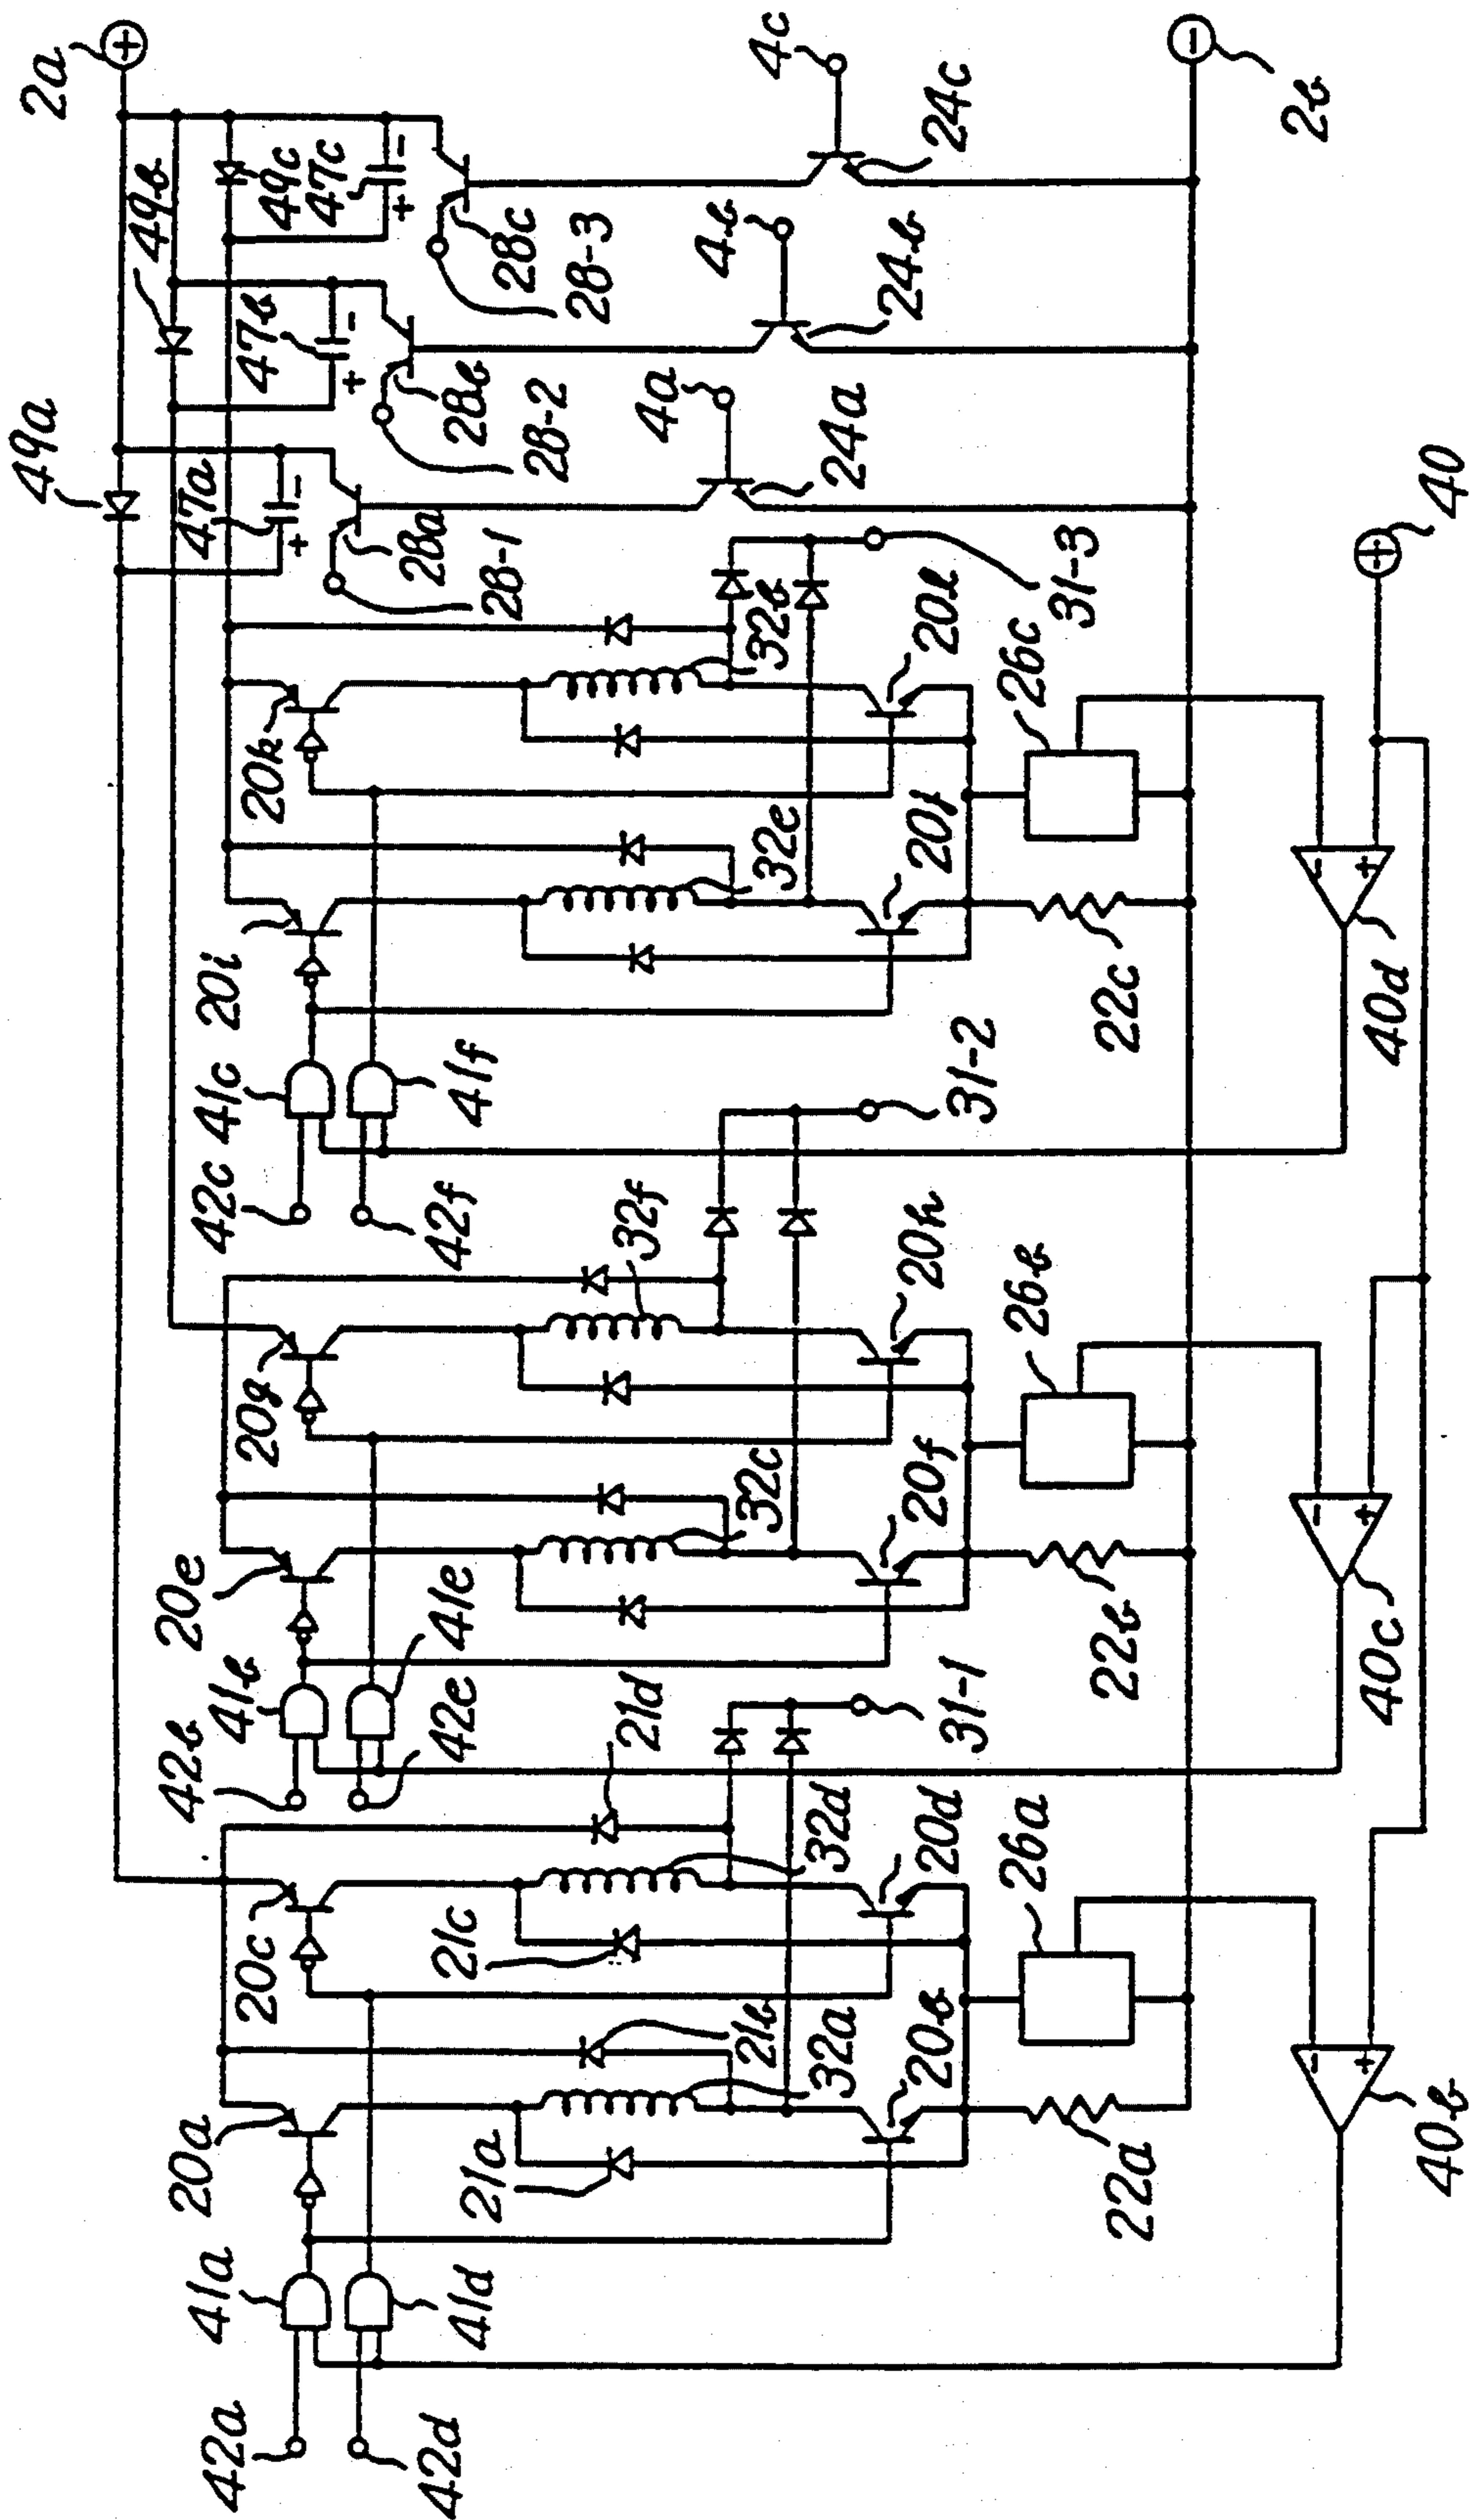 49a 2a
49b
42a 41a 20a 42b 41b 20e 42c 41c 20i 47a
20c 20g 20k 47b 49c
47c
42d 41d 21a 21c 42e 41e 42f 41f 28a 28b 28c
28-1 28-2 28-3
21d 32f 4a 4b 4c
21b 32c 32e 32b
32a 32d 24a 24b 24c
20b 20d 20f 20h 20j 20l
31-1 31-2 31-3
26a 26b 26c
22a 22b 22c
2b
40b 40c 40d 40